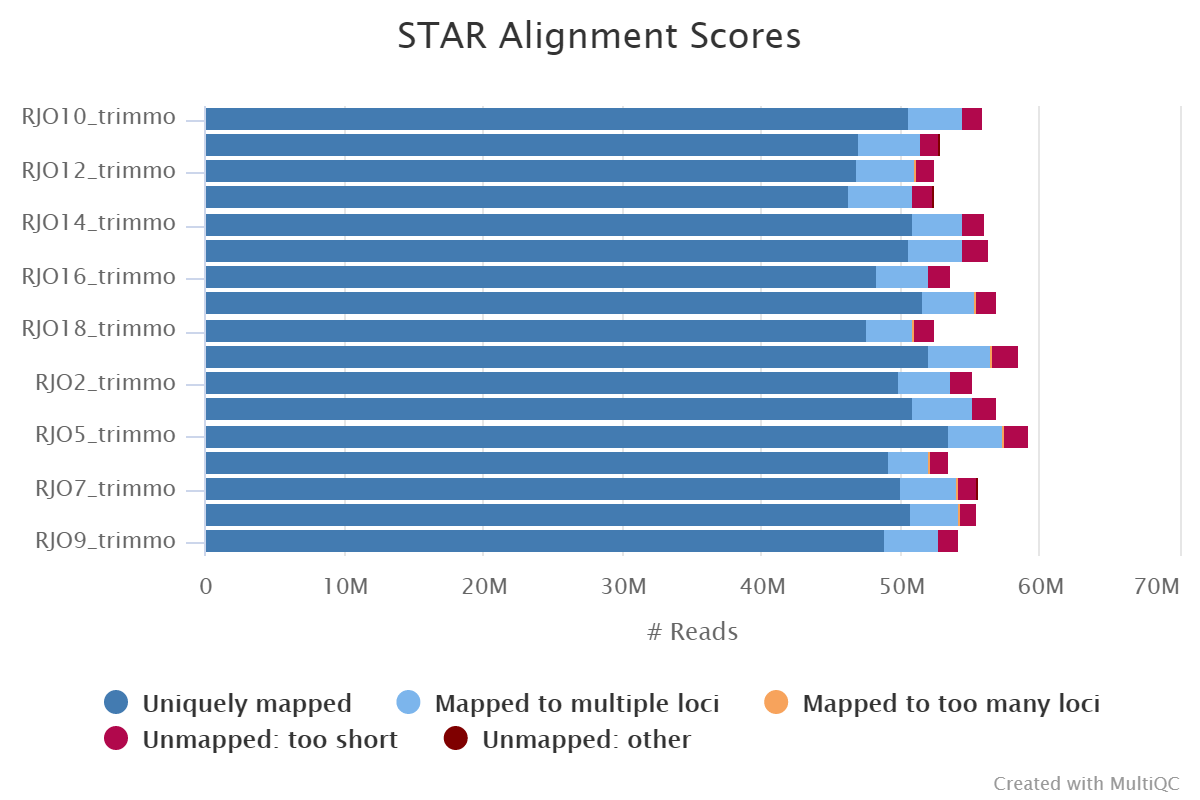 STAR Alignment Scores
RJO10_trimmo
RJO12_trimmo
RJO14_trimmo
RJO16_trimmo
RJO18_trimmo
RJO2_trimmo
RJO5_trimmo
RJO7_trimmo
RJO9_trimmo
0 10M 20M 30M 40M 50M 60M 70M
# Reads
Uniquely mapped Mapped to multiple loci Mapped to too many loci
Unmapped: too short Unmapped: other
Created with MultiQC